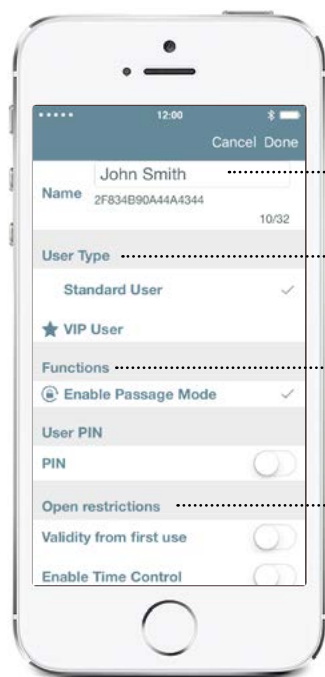 12:00
Cancel Done
John Smith
Name 2F834B90A44A4344
10/32
User Type
Standard User
VIP User
Functions
Enable Passage Mode
User PIN
PIN
Open restrictions
Validity from first use
Enable Time Control